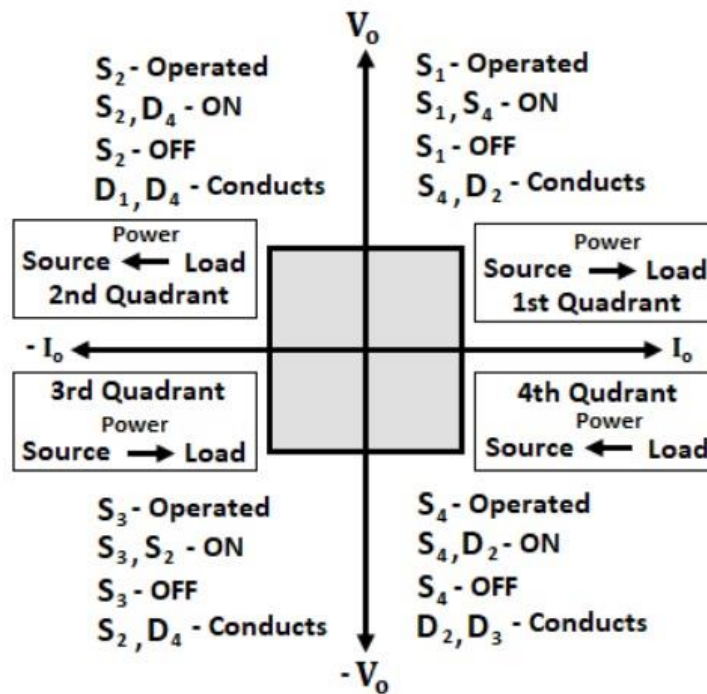 V₀
S₂ - Operated
S₂, D₄ - ON
S₂ - OFF
D₁, D₄ - Conducts
S₁ - Operated
S₁, S₄ - ON
S₁ - OFF
S₄, D₂ - Conducts
Power
Source ← Load
2nd Quadrant
Power
Source → Load
1st Quadrant
- I₀
I₀
3rd Quadrant
Power
Source → Load
4th Qudrant
Power
Source ← Load
S₃ - Operated
S₃, S₂ - ON
S₃ - OFF
S₂, D₄ - Conducts
S₄ - Operated
S₄, D₂ - ON
S₄ - OFF
D₂, D₃ - Conducts
- V₀